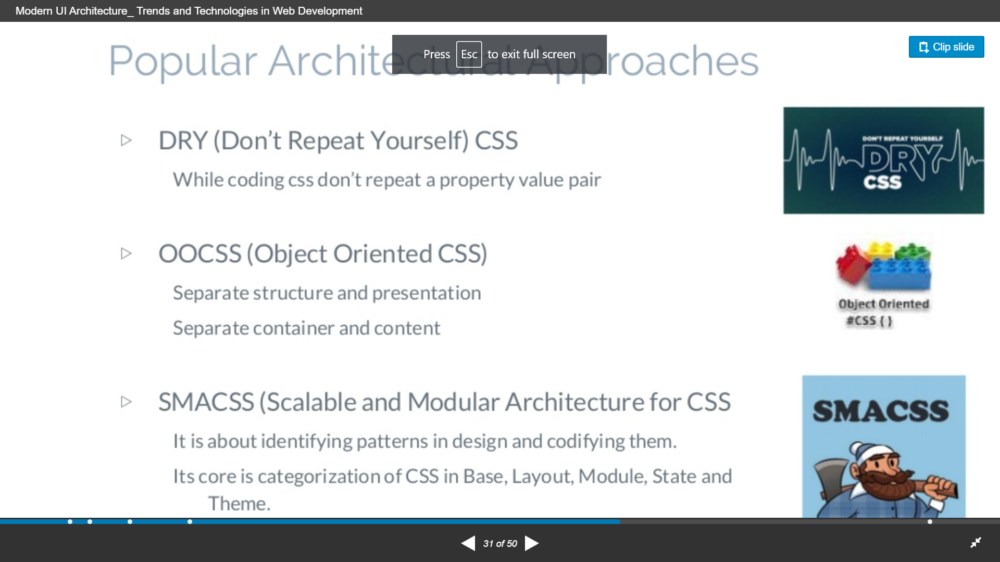 Modern UI Architecture_ Trends and Technologies in Web Development
Popular Architectural Approaches
Press Esc to exit full screen
Clip slide
DRY (Don’t Repeat Yourself) CSS
While coding css don’t repeat a property value pair
DON'T REPEAT YOURSELF
DRY
CSS
OOCSS (Object Oriented CSS)
Separate structure and presentation
Separate container and content
Object Oriented
#CSS { }
SMACSS (Scalable and Modular Architecture for CSS
It is about identifying patterns in design and codifying them.
Its core is categorization of CSS in Base, Layout, Module, State and
Theme.
SMACSS
31 of 50